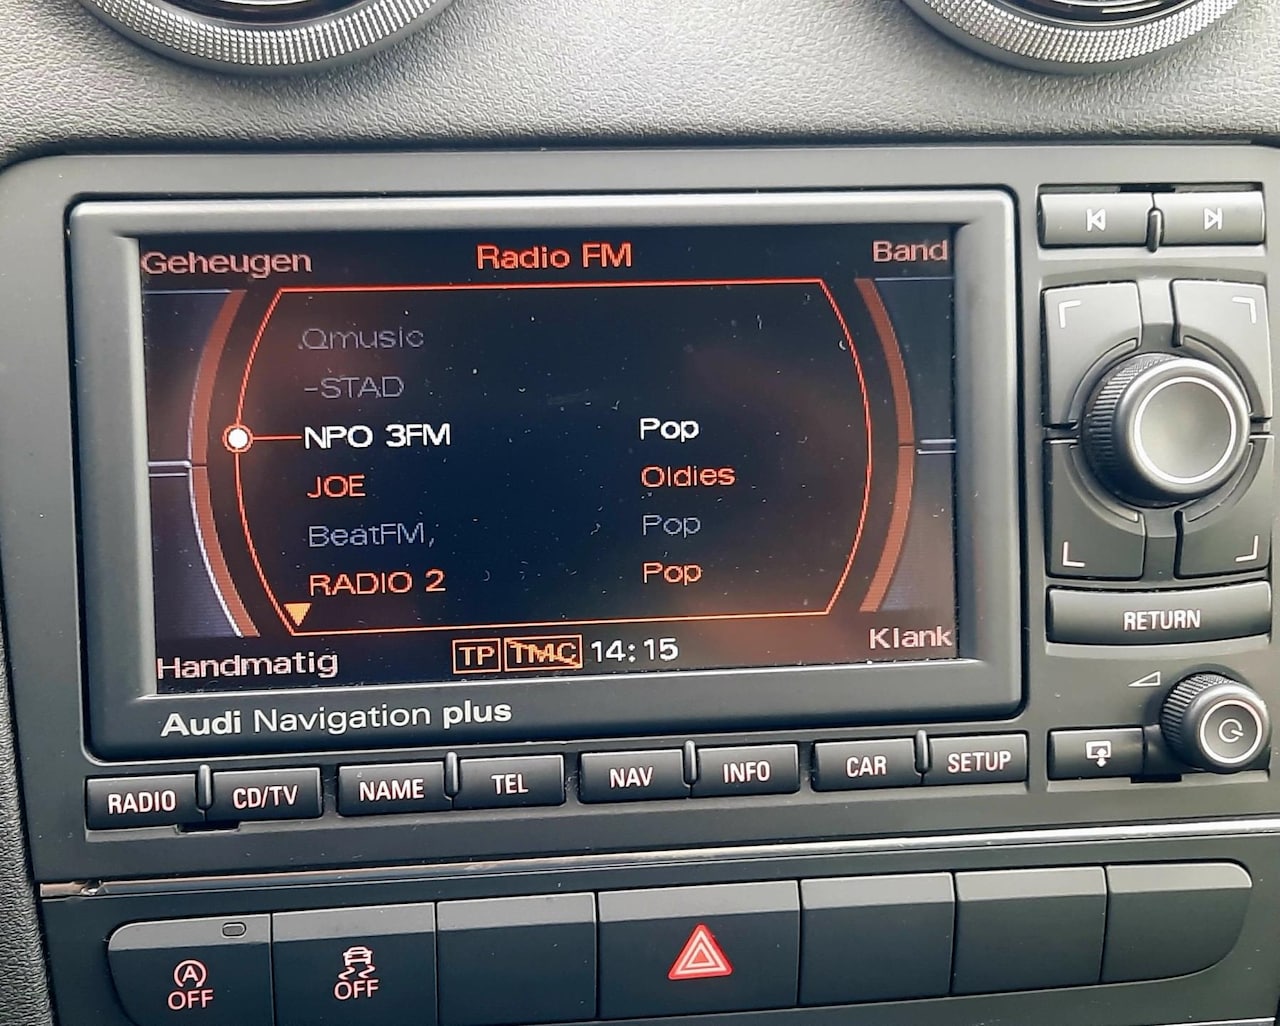 Geheugen Radio FM Band
.Qmusic
-STAD
NPO 3FM Pop
JOE Oldies
BeatFM, Pop
RADIO 2 Pop
Handmatig TP TMC 14:15 Klank
Audi Navigation plus
RETURN
RADIO CD/TV NAME TEL NAV INFO CAR SETUP
A
OFF OFF